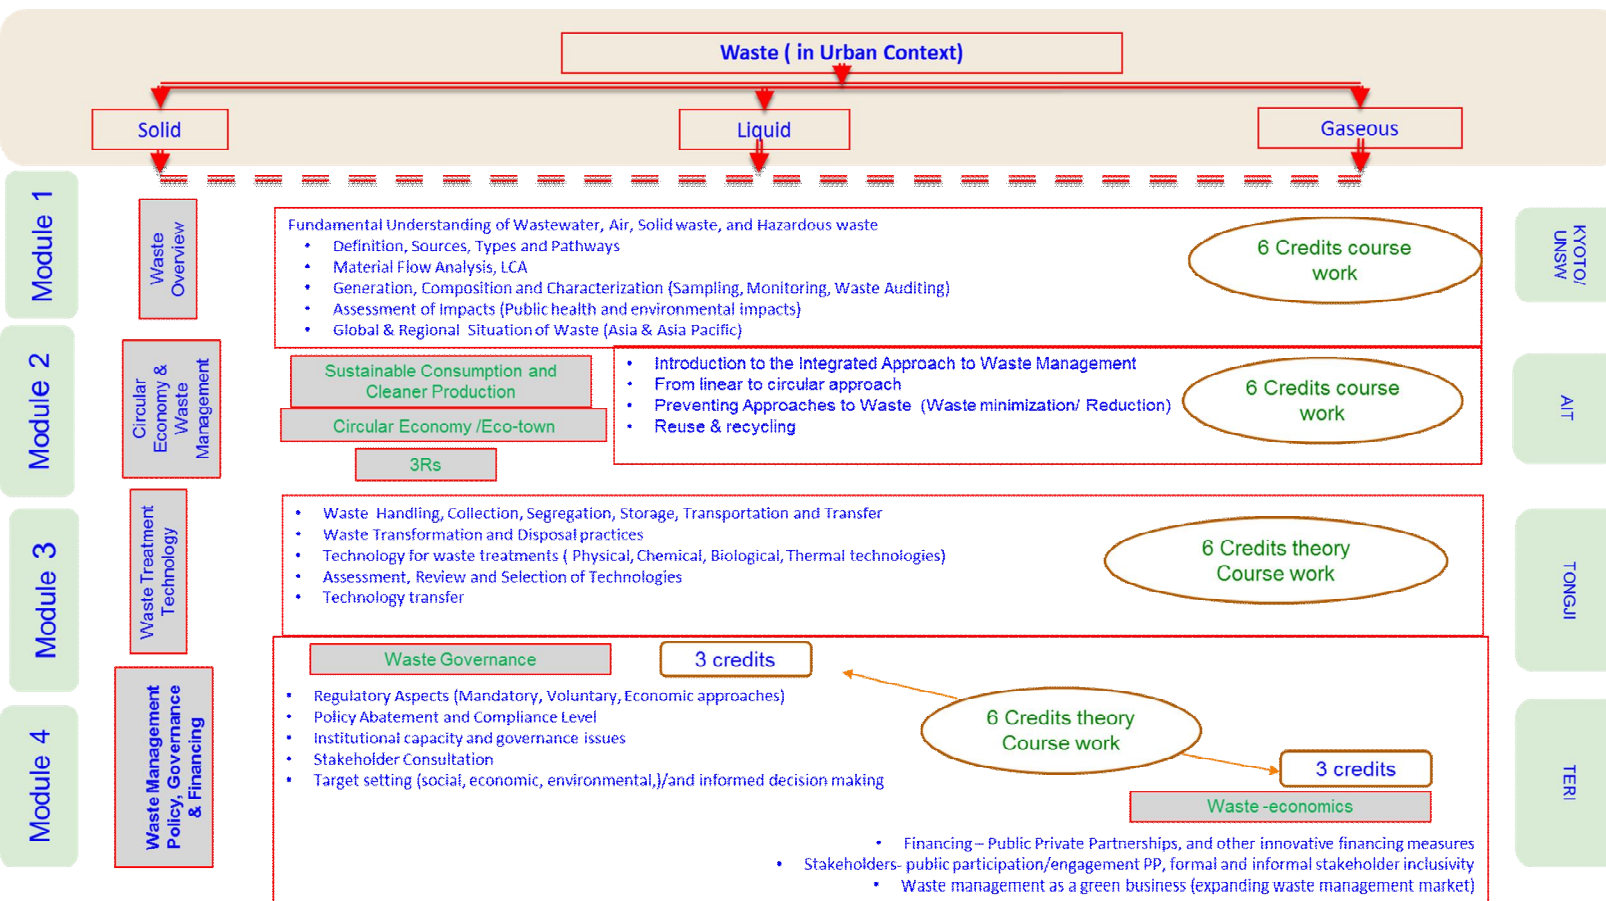 Waste ( in Urban Context)
Solid
Liquid
Gaseous
Module 1
Waste
Overview
Fundamental Understanding of Wastewater, Air, Solid waste, and Hazardous waste
• Definition, Sources, Types and Pathways
• Material Flow Analysis, LCA
• Generation, Composition and Characterization (Sampling, Monitoring, Waste Auditing)
• Assessment of Impacts (Public health and environmental impacts)
• Global & Regional Situation of Waste (Asia & Asia Pacific)
6 Credits course
work
KYOTO/
UNSW
Module 2
Circular
Economy &
Waste
Management
Sustainable Consumption and
Cleaner Production
Circular Economy /Eco-town
3Rs
• Introduction to the Integrated Approach to Waste Management
• From linear to circular approach
• Preventing Approaches to Waste (Waste minimization/ Reduction)
• Reuse & recycling
6 Credits course
work
AIT
Module 3
Waste Treatment
Technology
• Waste Handling, Collection, Segregation, Storage, Transportation and Transfer
• Waste Transformation and Disposal practices
• Technology for waste treatments ( Physical, Chemical, Biological, Thermal technologies)
• Assessment, Review and Selection of Technologies
• Technology transfer
6 Credits theory
Course work
TONGJI
Module 4
Waste Management
Policy, Governance
& Financing
Waste Governance
3 credits
• Regulatory Aspects (Mandatory, Voluntary, Economic approaches)
• Policy Abatement and Compliance Level
• Institutional capacity and governance issues
• Stakeholder Consultation
• Target setting (social, economic, environmental,)/and informed decision making
6 Credits theory
Course work
3 credits
Waste -economics
• Financing – Public Private Partnerships, and other innovative financing measures
• Stakeholders- public participation/engagement PP, formal and informal stakeholder inclusivity
• Waste management as a green business (expanding waste management market)
TERI